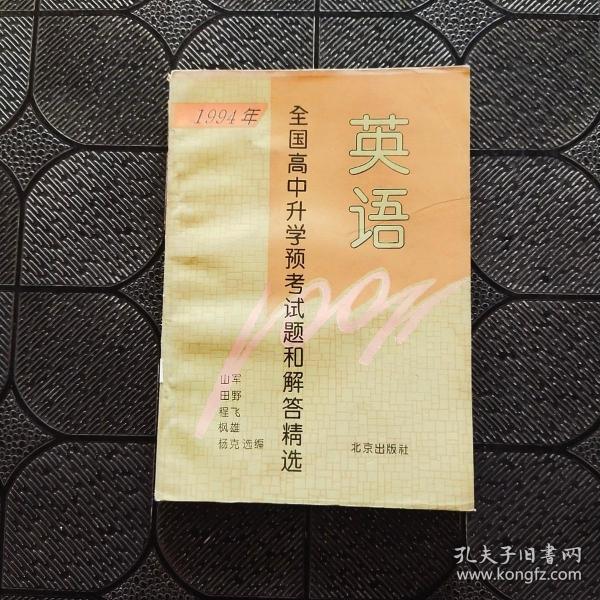 1994年
全国高中升学预考试题和解答精选
英语
山军
田野
程飞
枫雄
杨克选编
北京出版社
孔夫子旧书网
www.kongfz.com